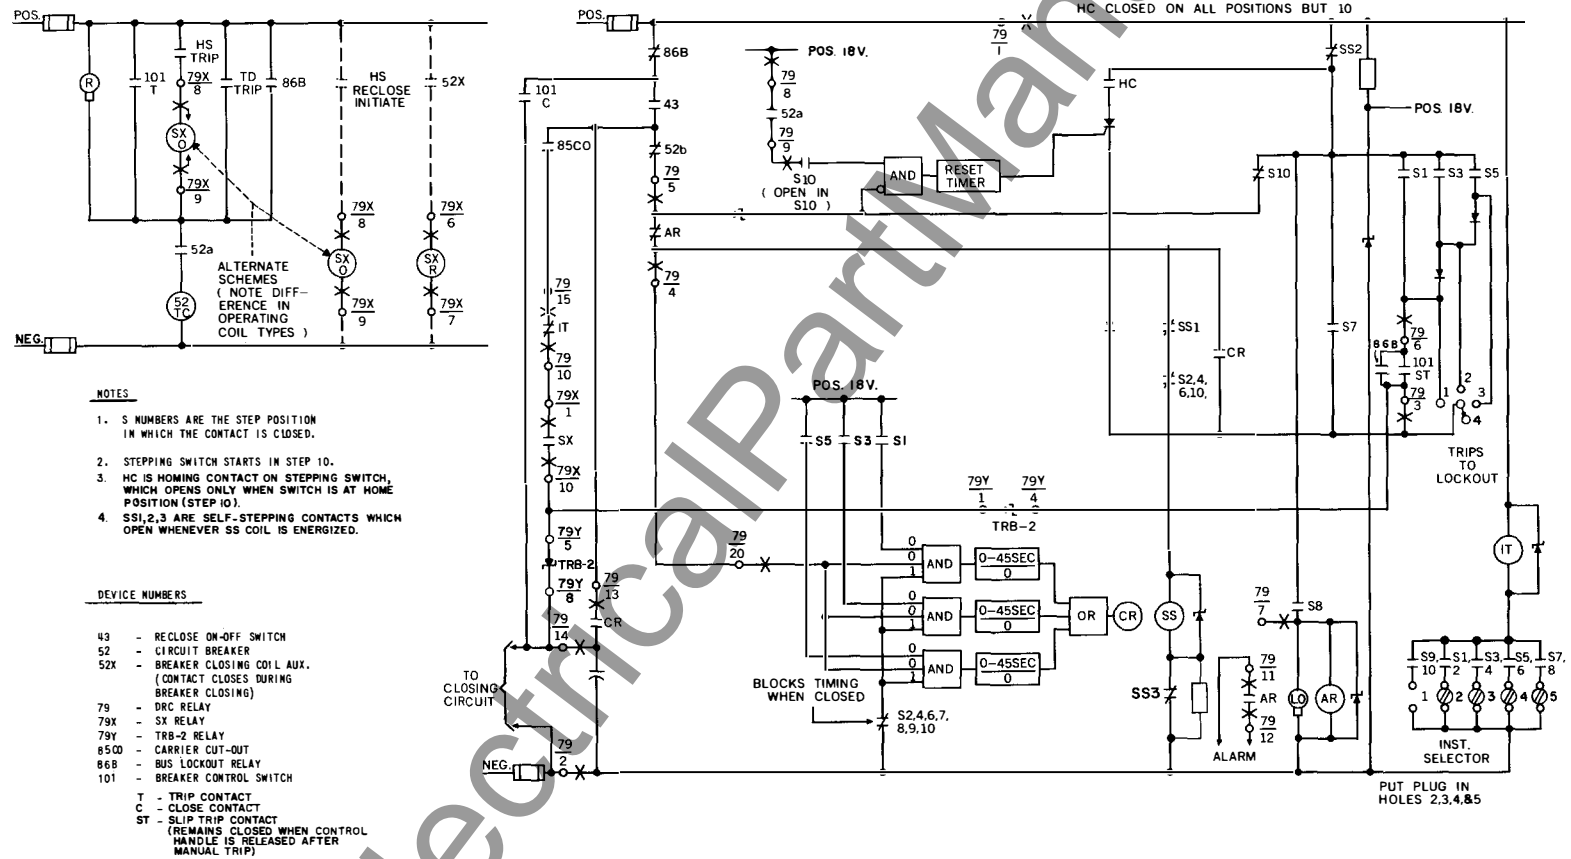 HC CLOSED ON ALL POSITIONS BUT 10
POS.
HS
TRIP
R
101
T
79X
8
TD
TRIP
86B
HS
RECLOSE
INITIATE
52X
SX
O
79X
9
52a
52
TC
ALTERNATE
SCHEMES
( NOTE DIFF-
ERENCE IN
OPERATING
COIL TYPES )
79X
8
SX
O
79X
9
79X
6
SX
R
79X
7
NEG.
NOTES
1. S NUMBERS ARE THE STEP POSITION
IN WHICH THE CONTACT IS CLOSED.
2. STEPPING SWITCH STARTS IN STEP 10.
3. HC IS HOMING CONTACT ON STEPPING SWITCH,
WHICH OPENS ONLY WHEN SWITCH IS AT HOME
POSITION (STEP 10).
4. SS1,2,3 ARE SELF-STEPPING CONTACTS WHICH
OPEN WHENEVER SS COIL IS ENERGIZED.
DEVICE NUMBERS
43 - RECLOSE ON-OFF SWITCH
52 - CIRCUIT BREAKER
52X - BREAKER CLOSING COIL AUX.
(CONTACT CLOSES DURING
BREAKER CLOSING)
79 - DRC RELAY
79X - SX RELAY
79Y - TRB-2 RELAY
85CO - CARRIER CUT-OUT
86B - BUS LOCKOUT RELAY
101 - BREAKER CONTROL SWITCH
T - TRIP CONTACT
C - CLOSE CONTACT
ST - SLIP TRIP CONTACT
(REMAINS CLOSED WHEN CONTROL
HANDLE IS RELEASED AFTER
MANUAL TRIP)
POS.
79
1
86B
101
C
43
85CO
52b
79
5
AR
79
4
79
15
IT
79
10
79X
1
SX
79X
10
79Y
5
TRB-2
79Y
8
79
13
CR
79
14
TO
CLOSING
CIRCUIT
NEG.
79
2
POS. 18V.
79
8
52a
79
9
S10
( OPEN IN
S10 )
AND
RESET
TIMER
HC
SS2
POS. 18V.
S10
S1
S3
S5
SS1
S2,4,
6,10,
CR
S7
86B
79
6
101
ST
79
3
1
2
3
4
TRIPS
TO
LOCKOUT
POS. 18V.
S5
S3
S1
79Y
1
79Y
4
TRB-2
79
20
0
0
1
AND
0-45SEC
0
0
0
1
AND
0-45SEC
0
0
0
1
AND
0-45SEC
0
OR
CR
BLOCKS TIMING
WHEN CLOSED
S2,4,6,7,
8,9,10
SS
SS3
79
7
S8
79
11
AR
79
12
ALARM
LO
AR
IT
S9,
10
S1,
2
S3,
4
S5,
6
S7,
8
1
2
3
4
5
INST.
SELECTOR
PUT PLUG IN
HOLES 2,3,4,&5
ElectricalPartMan